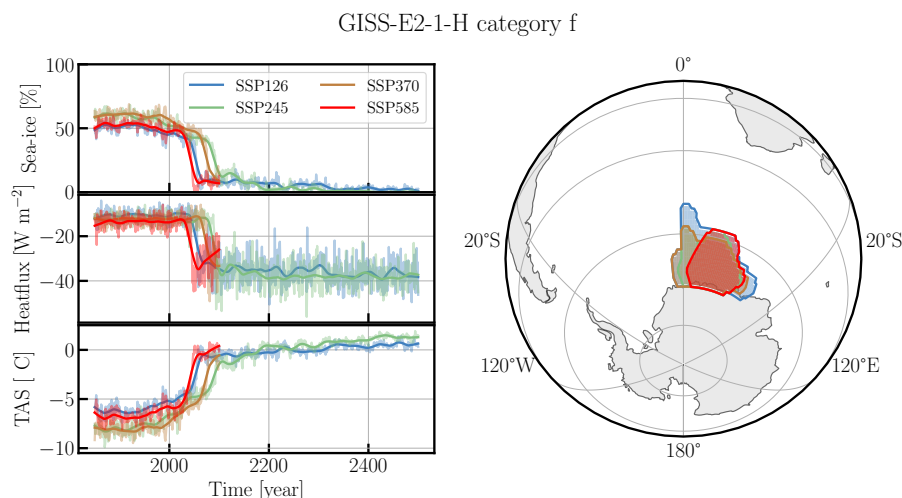 GISS-E2-1-H category f
Sea-ice [%]
100
50
0
SSP126
SSP245
SSP370
SSP585
Heatflux [W m−2]
−20
−40
TAS [ C]
0
−5
−10
2000
2200
2400
Time [year]
0°
20°S
20°S
120°W
120°E
180°